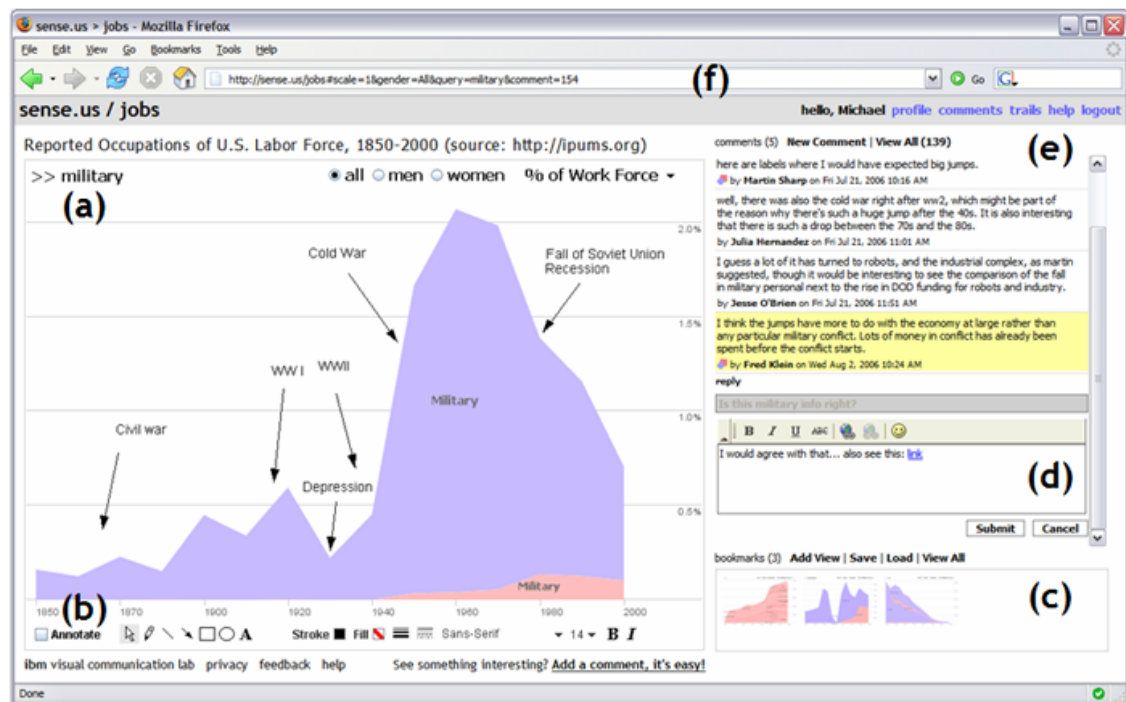 sense.us > jobs - Mozilla Firefox
File Edit View Go Bookmarks Tools Help
http://sense.us/jobs#scale=1&gender=All&query=military&comment=154
(f)
Go
G
sense.us / jobs
hello, Michael profile comments trails help logout
Reported Occupations of U.S. Labor Force, 1850-2000 (source: http://ipums.org)
>> military
all men women % of Work Force
(a)
2.0%
Cold War
Fall of Soviet Union
Recession
1.5%
WW I
WWII
Military
1.0%
Civil war
Depression
0.5%
Military
1850 1870 1900 1920 1940 1960 1980 2000
(b)
Annotate A Stroke Fill Sans-Serif 14 B I
ibm visual communication lab privacy feedback help
See something interesting? Add a comment, it's easy!
comments (5) New Comment | View All (139)
(e)
here are labels where I would have expected big jumps.
by Martin Sharp on Fri Jul 21, 2006 10:16 AM
well, there was also the cold war right after ww2, which might be part of
the reason why there's such a huge jump after the 40s. It is also interesting
that there is such a drop between the 70s and the 80s.
by Julia Hernandez on Fri Jul 21, 2006 11:01 AM
I guess a lot of it has turned to robots, and the industrial complex, as martin
suggested, though it would be interesting to see the comparison of the fall
in military personal next to the rise in DOD funding for robots and industry.
by Jesse O'Brien on Fri Jul 21, 2006 11:51 AM
I think the jumps have more to do with the economy at large rather than
any particular military conflict. Lots of money in conflict has already been
spent before the conflict starts.
by Fred Klein on Wed Aug 2, 2006 10:24 AM
reply
Is this military info right?
B I U ABC
I would agree with that... also see this: link
(d)
Submit Cancel
bookmarks (3) Add View | Save | Load | View All
(c)
Done